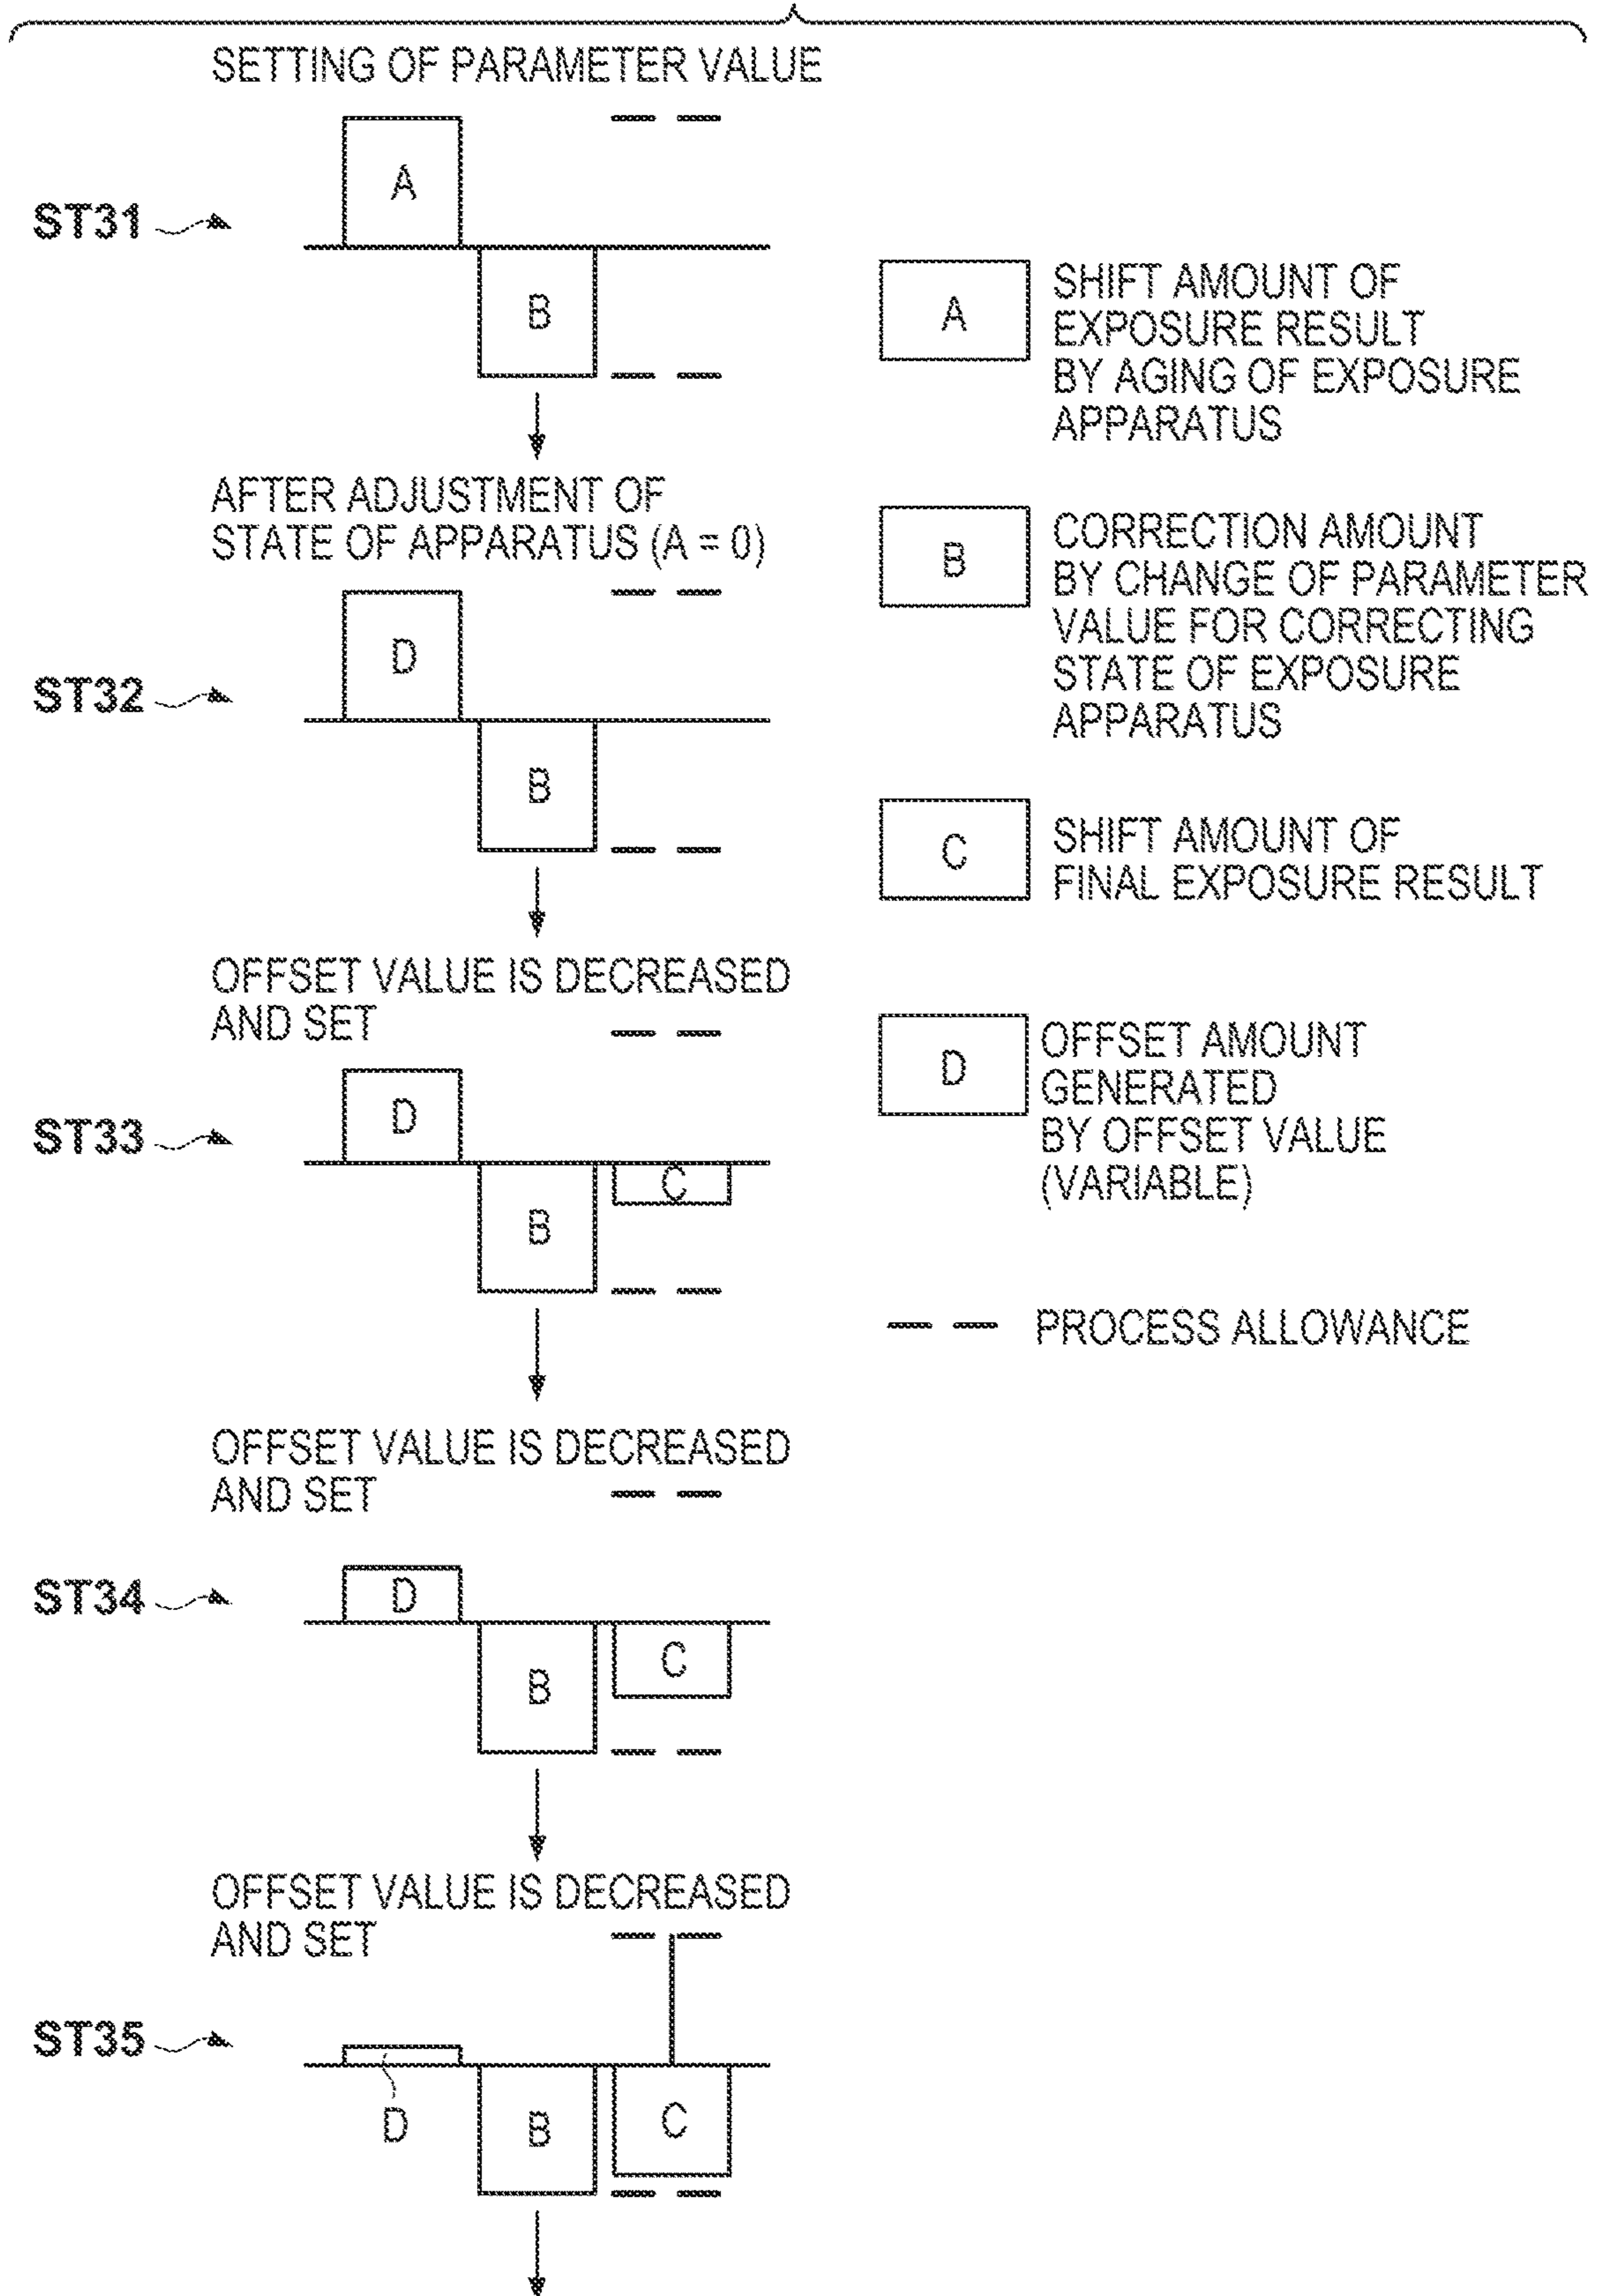 SETTING OF PARAMETER VALUE
A
ST31
B
AFTER ADJUSTMENT OF
STATE OF APPARATUS (A = 0)
D
ST32
B
OFFSET VALUE IS DECREASED
AND SET
D
ST33
C
B
OFFSET VALUE IS DECREASED
AND SET
D
ST34
C
B
OFFSET VALUE IS DECREASED
AND SET
ST35
D
B
C
A
SHIFT AMOUNT OF
EXPOSURE RESULT
BY AGING OF EXPOSURE
APPARATUS
B
CORRECTION AMOUNT
BY CHANGE OF PARAMETER
VALUE FOR CORRECTING
STATE OF EXPOSURE
APPARATUS
C
SHIFT AMOUNT OF
FINAL EXPOSURE RESULT
D
OFFSET AMOUNT
GENERATED
BY OFFSET VALUE
(VARIABLE)
PROCESS ALLOWANCE